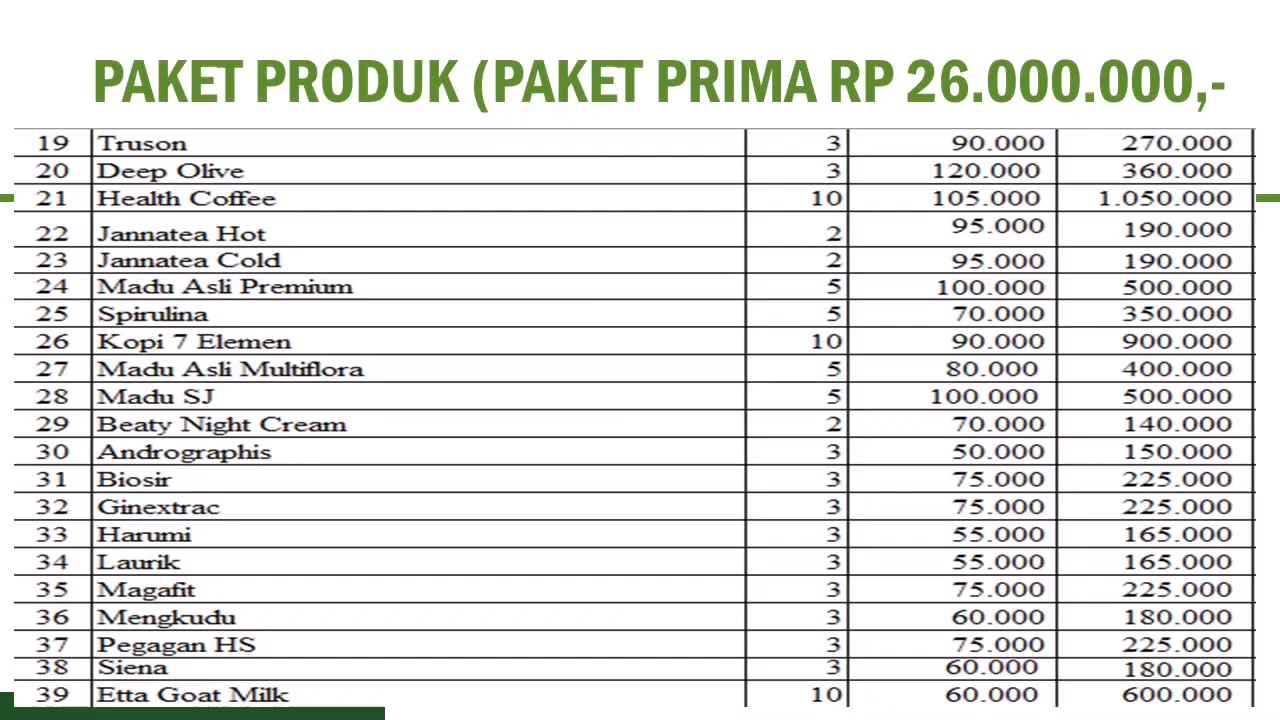 PAKET PRODUK (PAKET PRIMA RP 26.000.000,-
19 Truson 3 90.000 270.000
20 Deep Olive 3 120.000 360.000
21 Health Coffee 10 105.000 1.050.000
22 Jannatea Hot 2 95.000 190.000
23 Jannatea Cold 2 95.000 190.000
24 Madu Asli Premium 5 100.000 500.000
25 Spirulina 5 70.000 350.000
26 Kopi 7 Elemen 10 90.000 900.000
27 Madu Asli Multiflora 5 80.000 400.000
28 Madu SJ 5 100.000 500.000
29 Beaty Night Cream 2 70.000 140.000
30 Andrographis 3 50.000 150.000
31 Biosir 3 75.000 225.000
32 Ginextrac 3 75.000 225.000
33 Harumi 3 55.000 165.000
34 Laurik 3 55.000 165.000
35 Magafit 3 75.000 225.000
36 Mengkudu 3 60.000 180.000
37 Pegagan HS 3 75.000 225.000
38 Siena 3 60.000 180.000
39 Etta Goat Milk 10 60.000 600.000